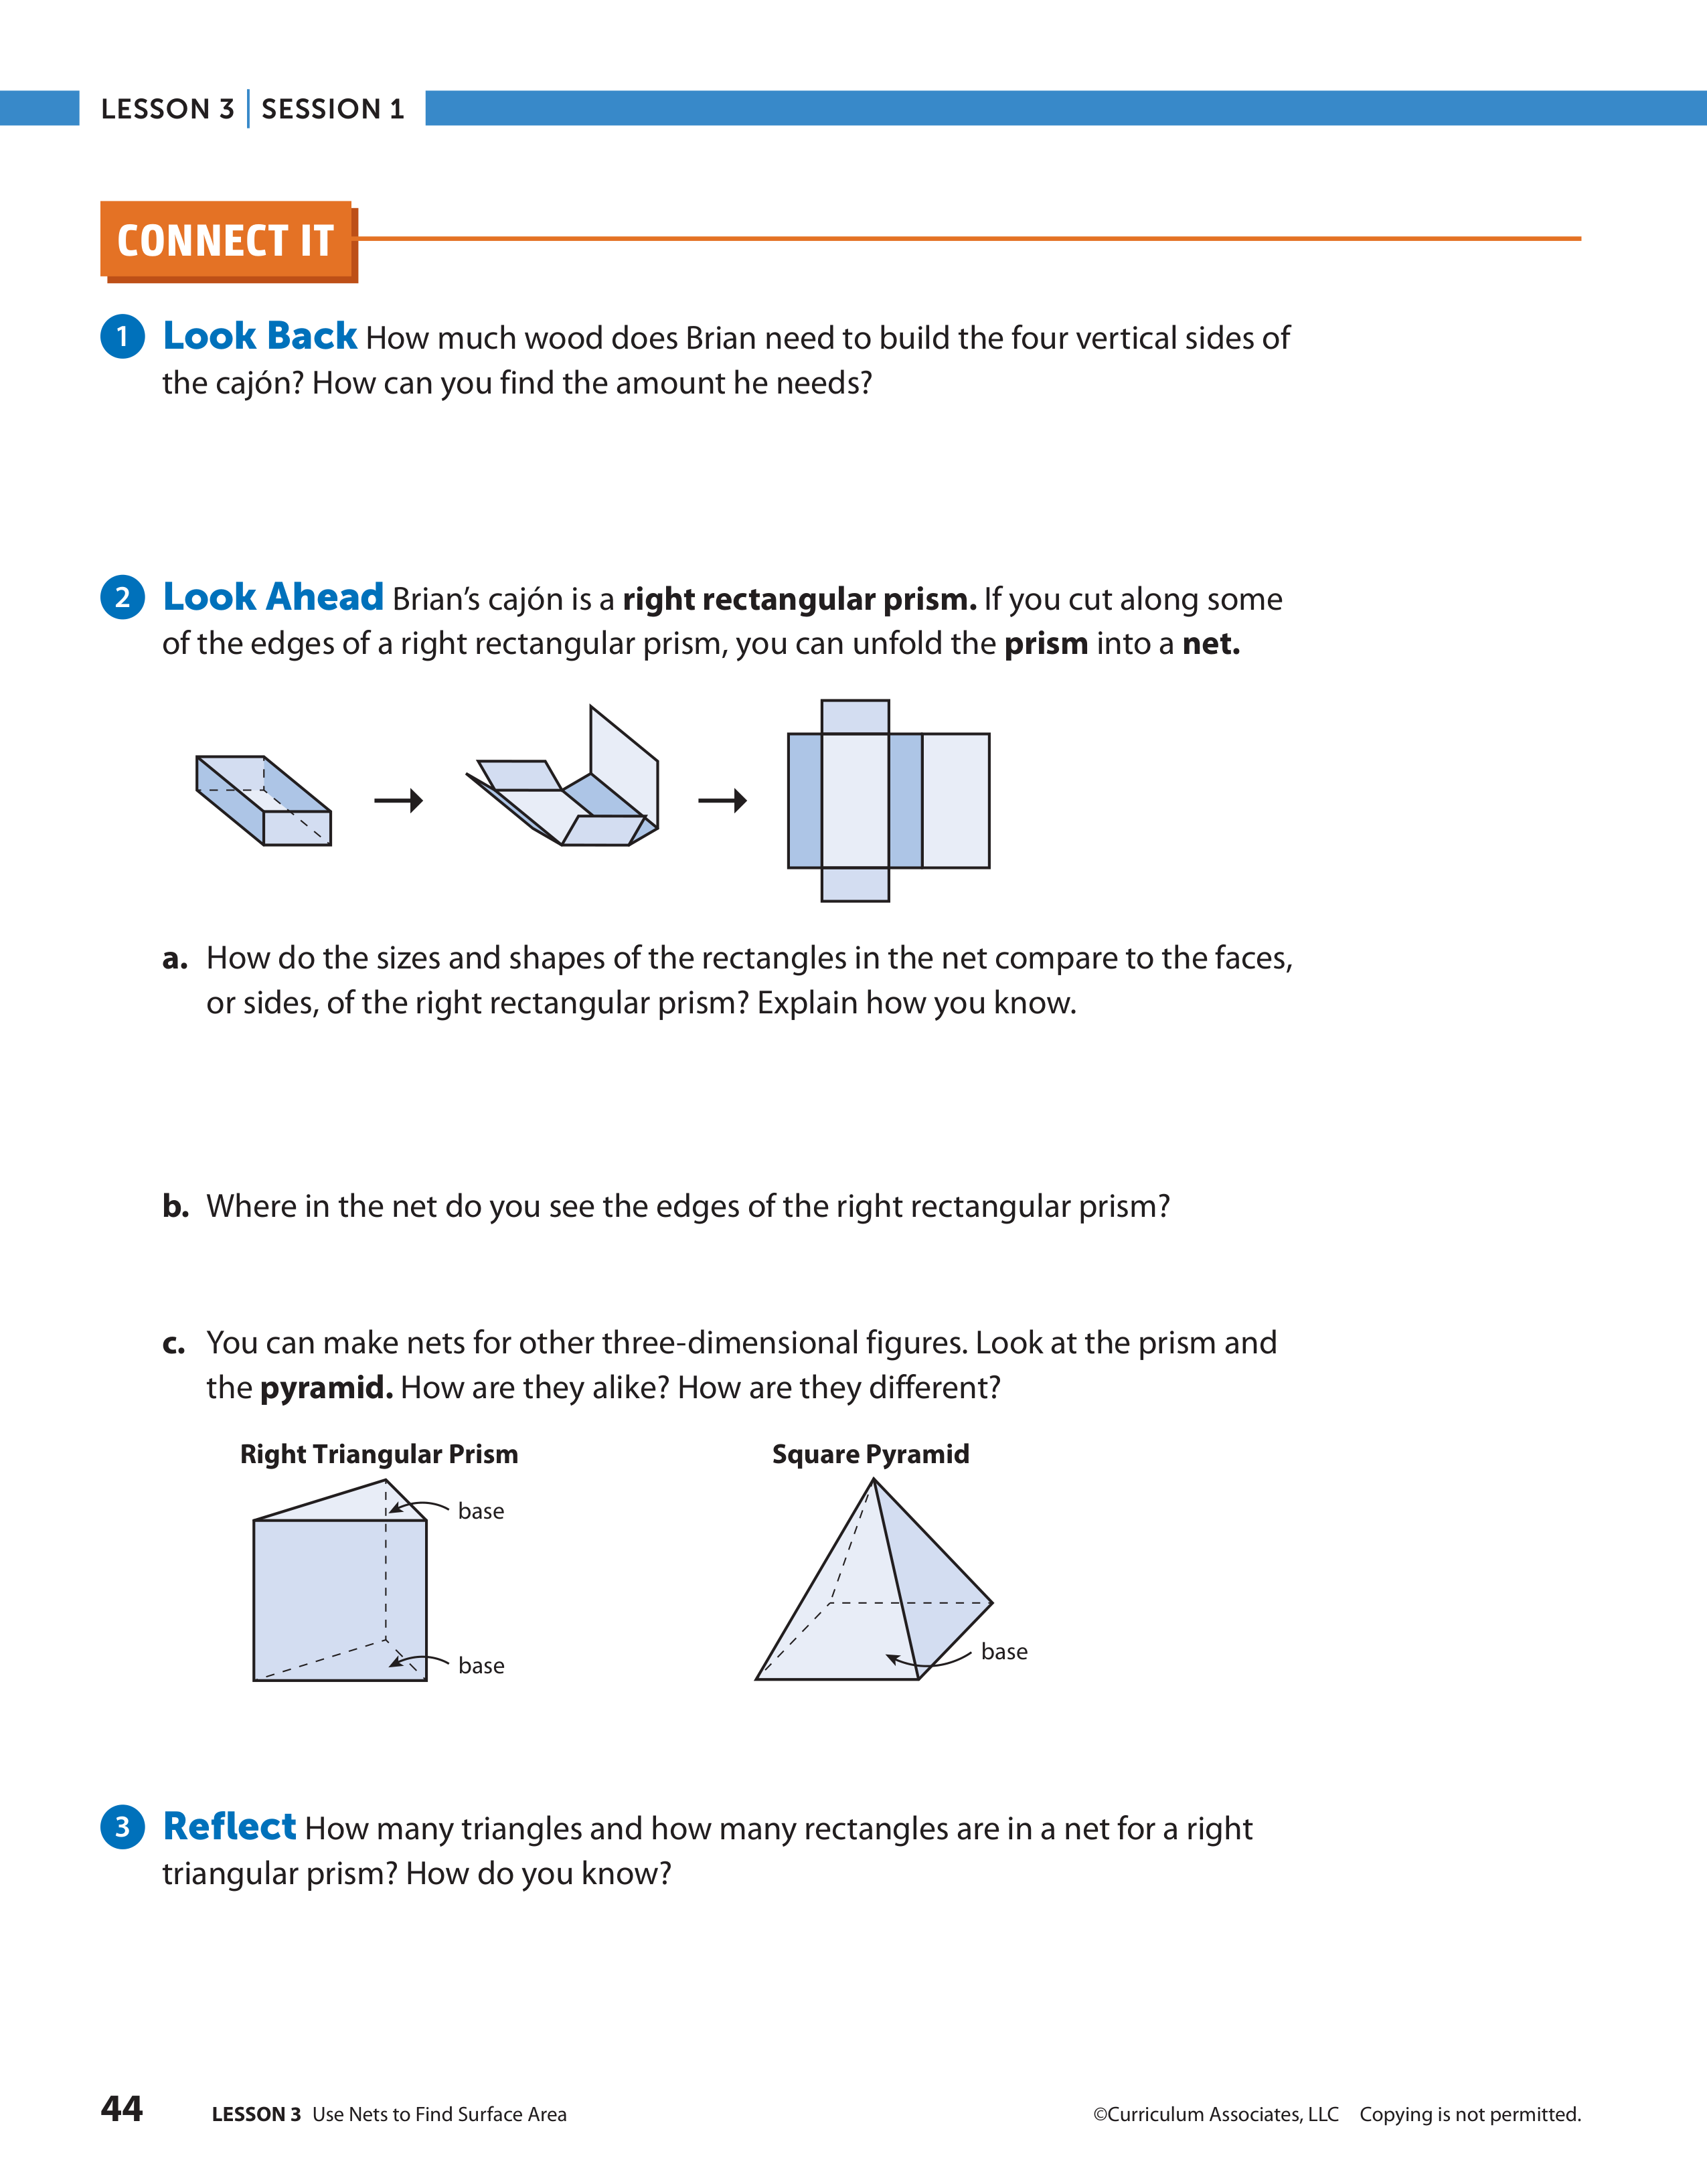 LESSON 3 | SESSION 1
CONNECT IT
1 Look Back How much wood does Brian need to build the four vertical sides of
the cajón? How can you find the amount he needs?
2 Look Ahead Brian’s cajón is a right rectangular prism. If you cut along some
of the edges of a right rectangular prism, you can unfold the prism into a net.
a. How do the sizes and shapes of the rectangles in the net compare to the faces,
or sides, of the right rectangular prism? Explain how you know.
b. Where in the net do you see the edges of the right rectangular prism?
c. You can make nets for other three-dimensional figures. Look at the prism and
the pyramid. How are they alike? How are they different?
Right Triangular Prism
base
base
Square Pyramid
base
3 Reflect How many triangles and how many rectangles are in a net for a right
triangular prism? How do you know?
44 LESSON 3 Use Nets to Find Surface Area ©Curriculum Associates, LLC Copying is not permitted.